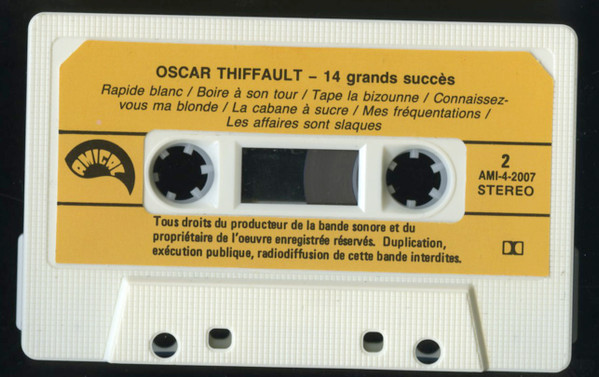 OSCAR THIFFAULT – 14 grands succès
Rapide blanc / Boire à son tour / Tape la bizounne / Connaissez-
vous ma blonde / La cabane à sucre / Mes fréquentations /
Les affaires sont slaques
AMICAL
2
AMI-4-2007
STEREO
Tous droits du producteur de la bande sonore et du
propriétaire de l'oeuvre enregistrée réservés. Duplication,
exécution publique, radiodiffusion de cette bande interdites.